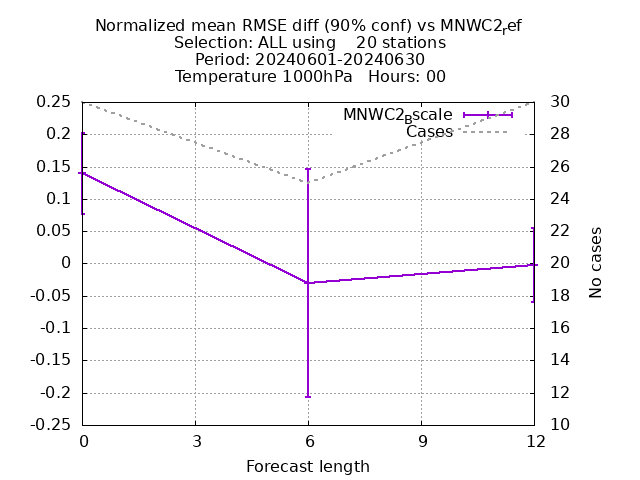 Normalized mean RMSE diff (90% conf) vs MNWC2ref
Selection: ALL using 20 stations
Period: 20240601-20240630
Temperature 1000hPa Hours: 00
MNWC2Bscale
Cases
0.25
0.2
0.15
0.1
0.05
0
-0.05
-0.1
-0.15
-0.2
-0.25
30
28
26
24
22
20
18
16
14
12
10
No cases
0 3 6 9 12
Forecast length